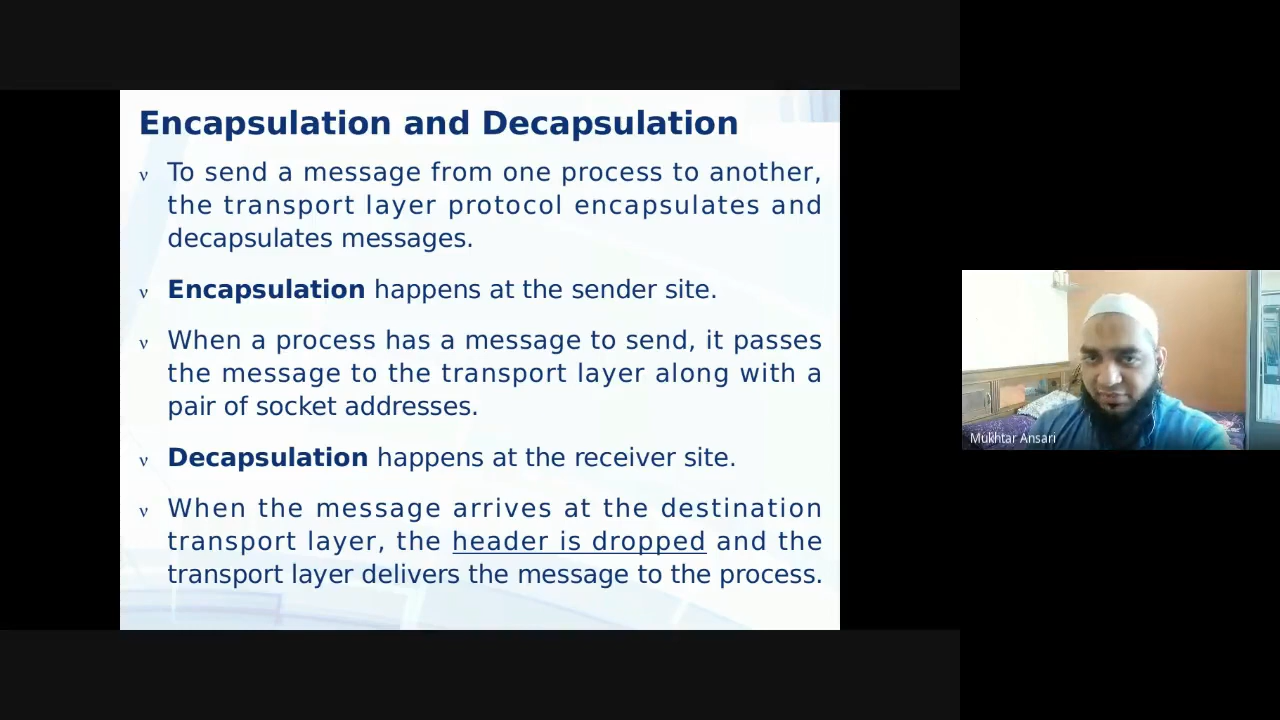 Encapsulation and Decapsulation
ν To send a message from one process to another,
the transport layer protocol encapsulates and
decapsulates messages.
ν Encapsulation happens at the sender site.
ν When a process has a message to send, it passes
the message to the transport layer along with a
pair of socket addresses.
ν Decapsulation happens at the receiver site.
ν When the message arrives at the destination
transport layer, the header is dropped and the
transport layer delivers the message to the process.
Mukhtar Ansari